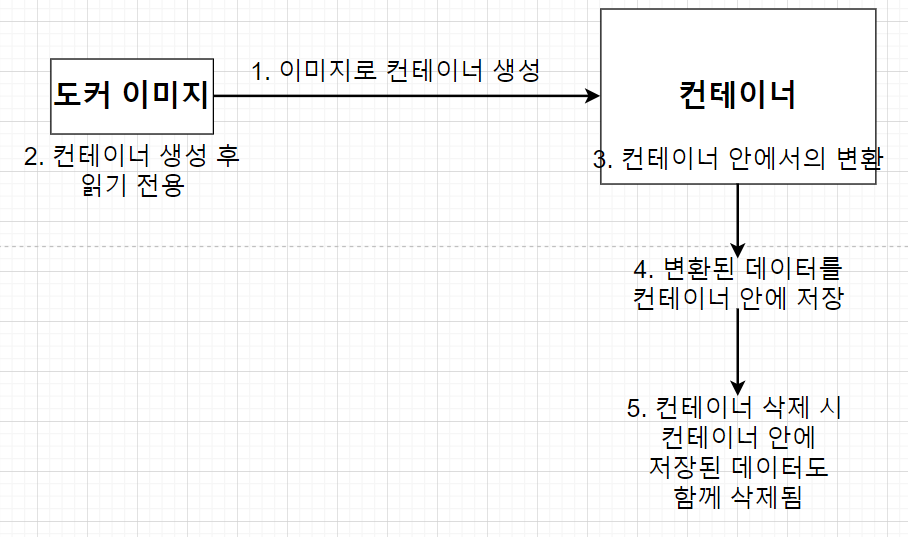 도커 이미지
1. 이미지로 컨테이너 생성
컨테이너
2. 컨테이너 생성 후
읽기 전용
3. 컨테이너 안에서의 변환
4. 변환된 데이터를
컨테이너 안에 저장
5. 컨테이너 삭제 시
컨테이너 안에
저장된 데이터도
함께 삭제됨